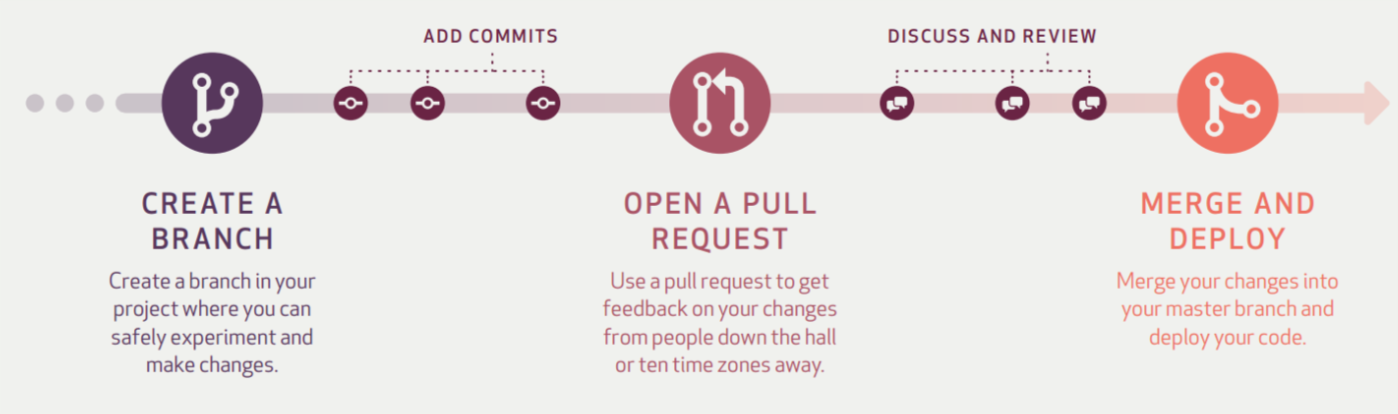 ADD COMMITS
DISCUSS AND REVIEW
CREATE A
BRANCH
Create a branch in your
project where you can
safely experiment and
make changes.
OPEN A PULL
REQUEST
Use a pull request to get
feedback on your changes
from people down the hall
or ten time zones away.
MERGE AND
DEPLOY
Merge your changes into
your master branch and
deploy your code.